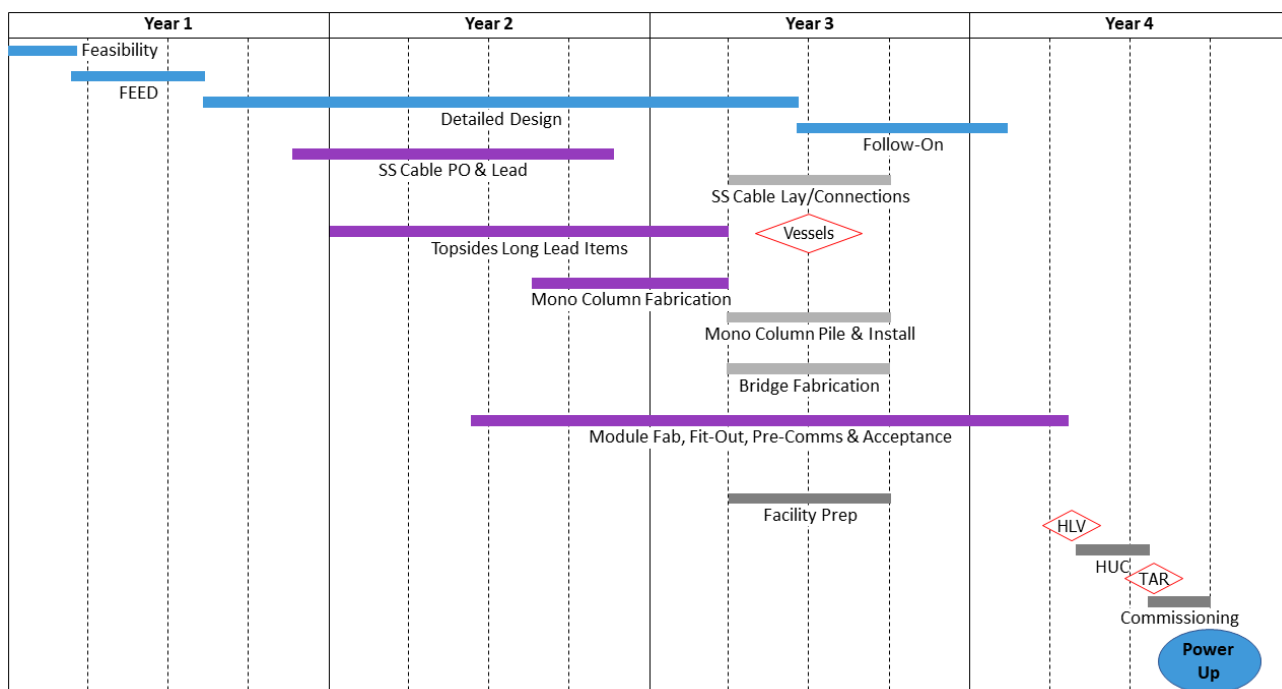 Year 1
Year 2
Year 3
Year 4
Feasibility
FEED
Detailed Design
Follow-On
SS Cable PO & Lead
SS Cable Lay/Connections
Vessels
Topsides Long Lead Items
Mono Column Fabrication
Mono Column Pile & Install
Bridge Fabrication
Module Fab, Fit-Out, Pre-Comms & Acceptance
Facility Prep
HLV
HUC
TAR
Commissioning
Power
Up